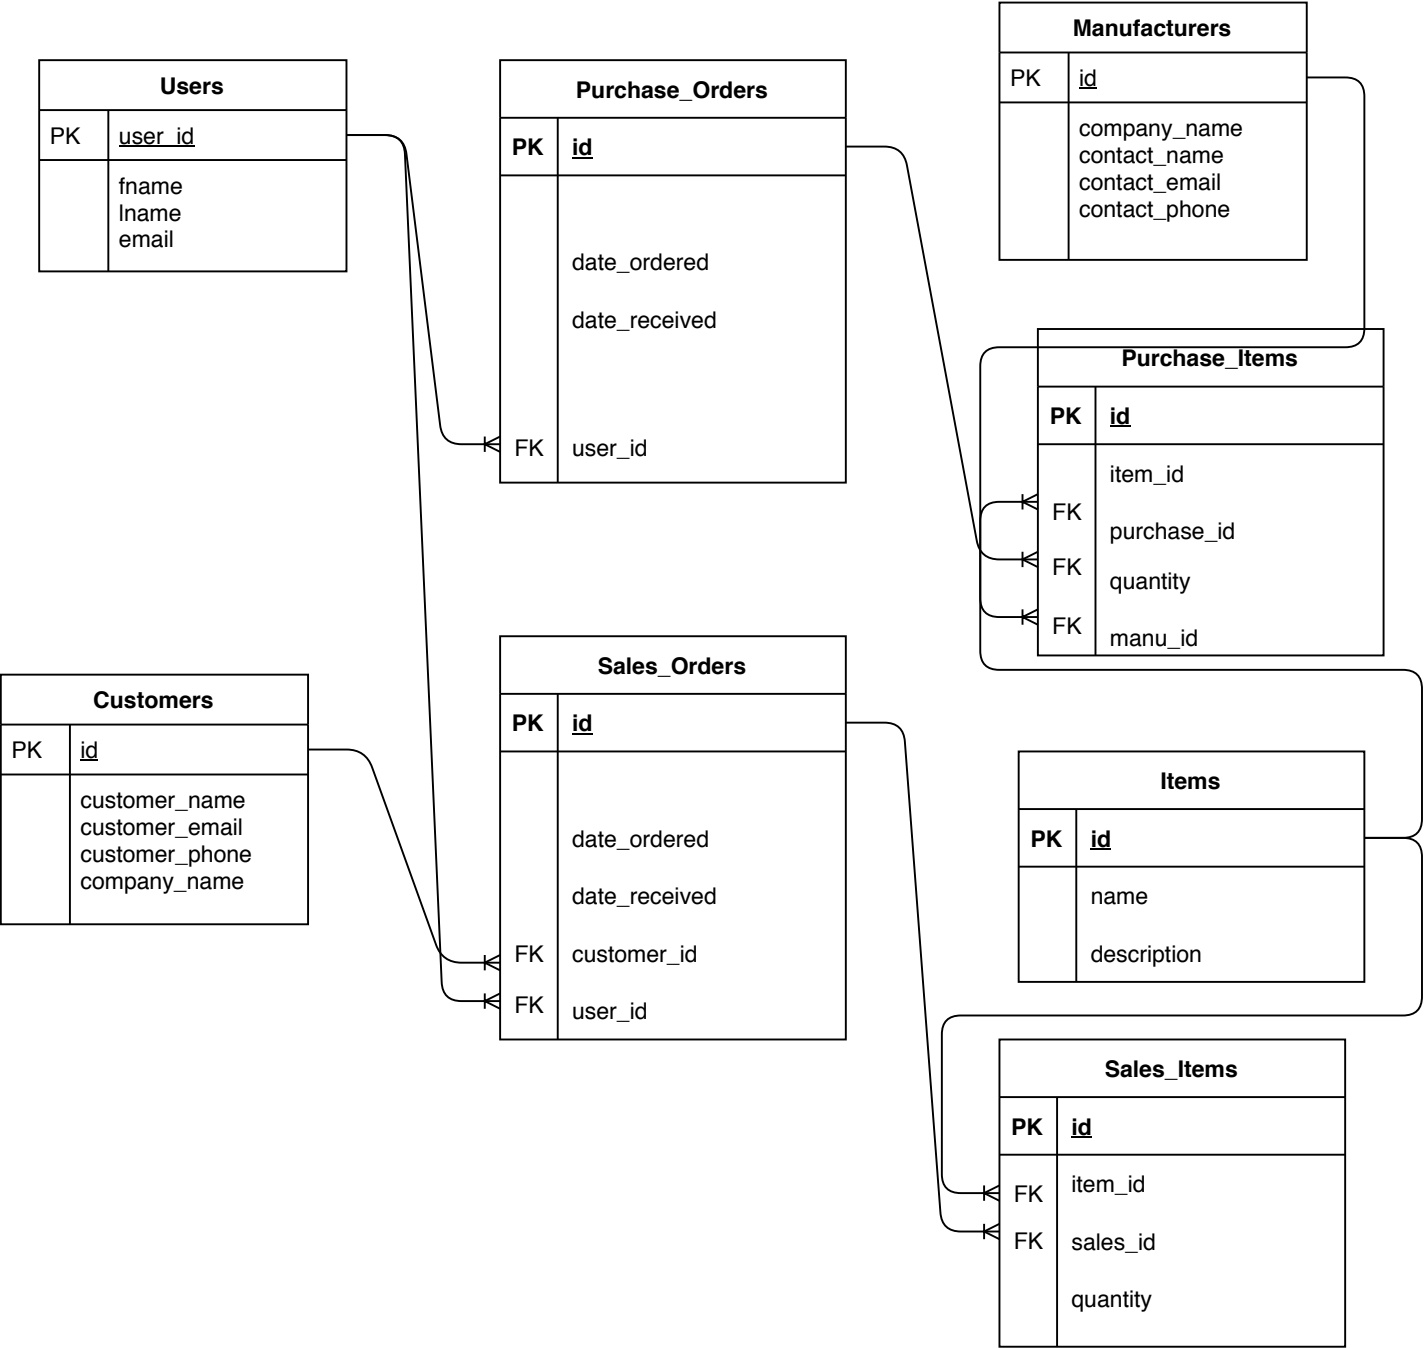 Users
PK user_id
fname
lname
email
Purchase_Orders
PK id
date_ordered
date_received
FK user_id
Manufacturers
PK id
company_name
contact_name
contact_email
contact_phone
Purchase_Items
PK id
item_id
FK
purchase_id
FK
quantity
FK
manu_id
Customers
PK id
customer_name
customer_email
customer_phone
company_name
Sales_Orders
PK id
date_ordered
date_received
FK customer_id
FK user_id
Items
PK id
name
description
Sales_Items
PK id
FK item_id
FK sales_id
quantity